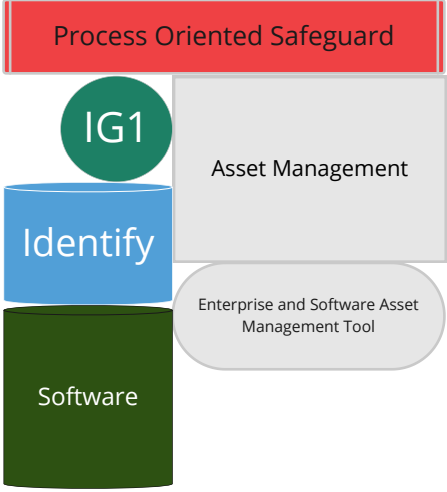 Process Oriented Safeguard
IG1
Asset Management
Identify
Enterprise and Software Asset
Management Tool
Software